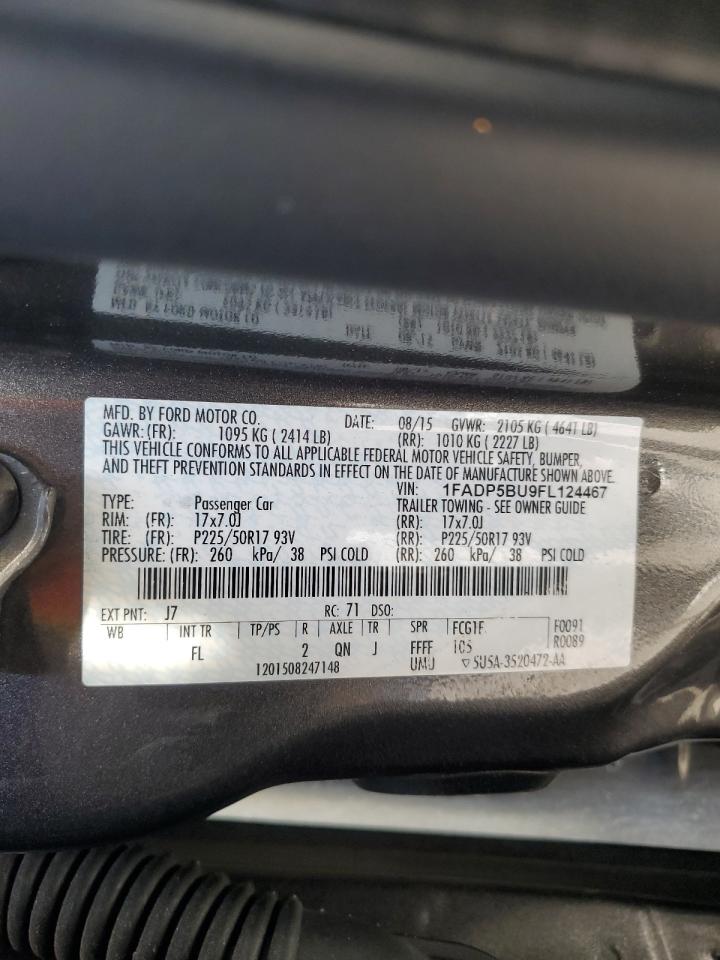 MFD. BY FORD MOTOR CO. DATE: 08/15 GVWR: 2105 KG ( 4641 LB)
GAWR: (FR): 1095 KG ( 2414 LB) (RR): 1010 KG ( 2227 LB)
THIS VEHICLE CONFORMS TO ALL APPLICABLE FEDERAL MOTOR VEHICLE SAFETY, BUMPER,
AND THEFT PREVENTION STANDARDS IN EFFECT ON THE DATE OF MANUFACTURE SHOWN ABOVE.
VIN: 1FADP5BU9FL124467
TYPE: Passenger Car TRAILER TOWING - SEE OWNER GUIDE
RIM: (FR): 17x7.0J (RR): 17x7.0J
TIRE: (FR): P225/50R17 93V (RR): P225/50R17 93V
PRESSURE: (FR): 260 kPa/ 38 PSI COLD (RR): 260 kPa/ 38 PSI COLD
EXT PNT: J7 RC: 71 DSO:
WB INT TR TP/PS R AXLE TR SPR FCG1F F0091
FL 2 QN J FFFF 105 R0089
1201508247148 UMU ▽5U5A-3520472-AA